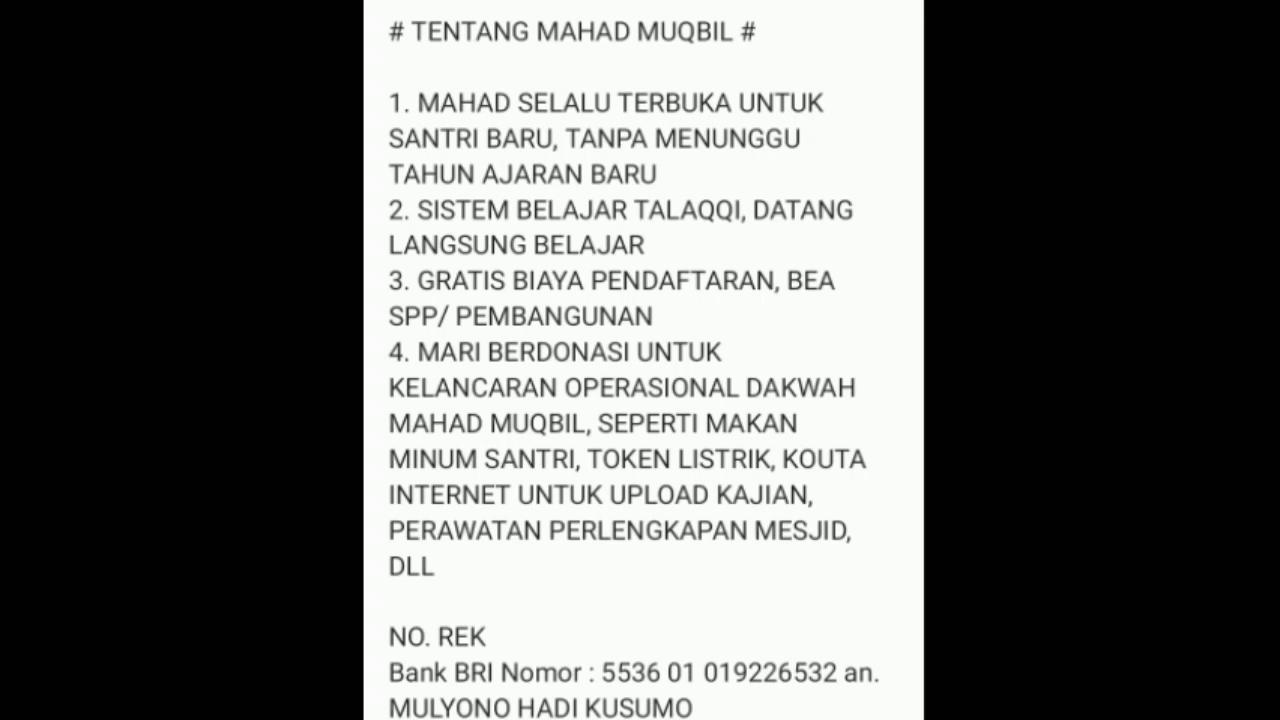 # TENTANG MAHAD MUQBIL #
1. MAHAD SELALU TERBUKA UNTUK
SANTRI BARU, TANPA MENUNGGU
TAHUN AJARAN BARU
2. SISTEM BELAJAR TALAQQI, DATANG
LANGSUNG BELAJAR
3. GRATIS BIAYA PENDAFTARAN, BEA
SPP/ PEMBANGUNAN
4. MARI BERDONASI UNTUK
KELANCARAN OPERASIONAL DAKWAH
MAHAD MUQBIL, SEPERTI MAKAN
MINUM SANTRI, TOKEN LISTRIK, KOUTA
INTERNET UNTUK UPLOAD KAJIAN,
PERAWATAN PERLENGKAPAN MESJID,
DLL
NO. REK
Bank BRI Nomor : 5536 01 019226532 an.
MULYONO HADI KUSUMO